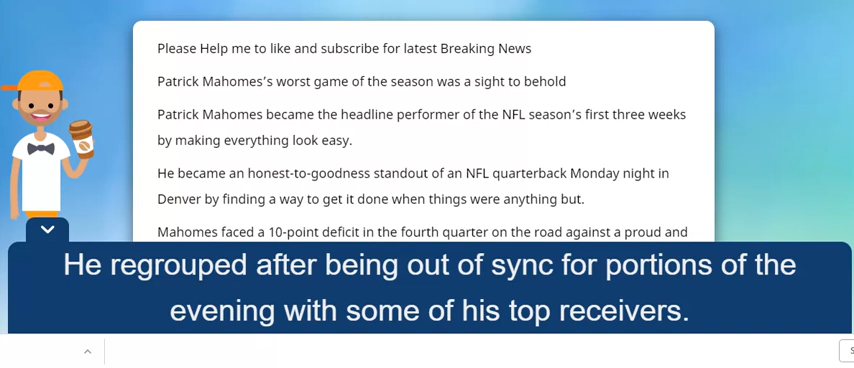 Please Help me to like and subscribe for latest Breaking News
Patrick Mahomes's worst game of the season was a sight to behold
Patrick Mahomes became the headline performer of the NFL season's first three weeks
by making everything look easy.
He became an honest-to-goodness standout of an NFL quarterback Monday night in
Denver by finding a way to get it done when things were anything but.
Mahomes faced a 10-point deficit in the fourth quarter on the road against a proud and
He regrouped after being out of sync for portions of the
evening with some of his top receivers.